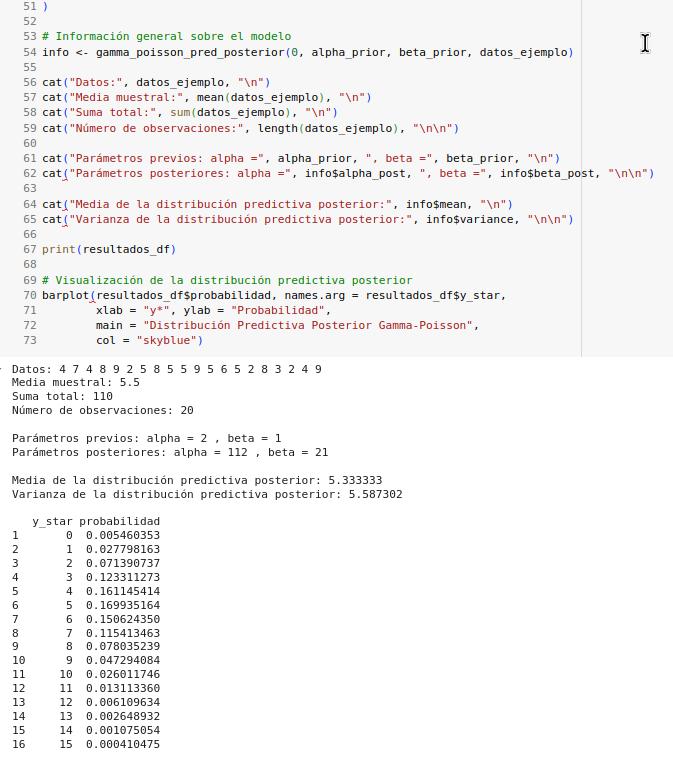 51 )
52
53 # Información general sobre el modelo
54 info <- gamma_poisson_pred_posterior(0, alpha_prior, beta_prior, datos_ejemplo)
55
56 cat("Datos:", datos_ejemplo, "\n")
57 cat("Media muestral:", mean(datos_ejemplo), "\n")
58 cat("Suma total:", sum(datos_ejemplo), "\n")
59 cat("Número de observaciones:", length(datos_ejemplo), "\n\n")
60
61 cat("Parámetros previos: alpha =", alpha_prior, ", beta =", beta_prior, "\n")
62 cat("Parámetros posteriores: alpha =", info$alpha_post, ", beta =", info$beta_post, "\n\n")
63
64 cat("Media de la distribución predictiva posterior:", info$mean, "\n")
65 cat("Varianza de la distribución predictiva posterior:", info$variance, "\n\n")
66
67 print(resultados_df)
68
69 # Visualización de la distribución predictiva posterior
70 barplot(resultados_df$probabilidad, names.arg = resultados_df$y_star,
71         xlab = "y*", ylab = "Probabilidad",
72         main = "Distribución Predictiva Posterior Gamma-Poisson",
73         col = "skyblue")
Datos: 4 7 4 8 9 2 5 8 5 5 9 5 6 5 2 8 3 2 4 9
Media muestral: 5.5
Suma total: 110
Número de observaciones: 20
Parámetros previos: alpha = 2 , beta = 1
Parámetros posteriores: alpha = 112 , beta = 21
Media de la distribución predictiva posterior: 5.333333
Varianza de la distribución predictiva posterior: 5.587302
y_star probabilidad
1 0 0.005460353
2 1 0.027798163
3 2 0.071390737
4 3 0.123311273
5 4 0.161145414
6 5 0.169935164
7 6 0.150624350
8 7 0.115413463
9 8 0.078035239
10 9 0.047294084
11 10 0.026011746
12 11 0.013113360
13 12 0.006109634
14 13 0.002648932
15 14 0.001075054
16 15 0.000410475